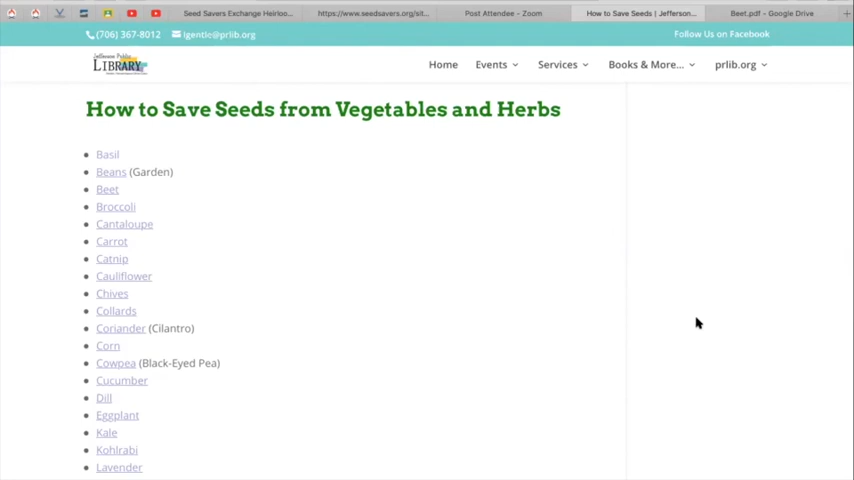 Seed Savers Exchange Heirloo...
https://www.seedsavers.org/sit...
Post Attendee - Zoom
How to Save Seeds | Jefferson...
Beet.pdf - Google Drive
(706) 367-8012
lgentle@prlib.org
Follow Us on Facebook
Jefferson Public
LIBRARY
Home
Events
Services
Books & More...
prlib.org
How to Save Seeds from Vegetables and Herbs
Basil
Beans (Garden)
Beet
Broccoli
Cantaloupe
Carrot
Catnip
Cauliflower
Chives
Collards
Coriander (Cilantro)
Corn
Cowpea (Black-Eyed Pea)
Cucumber
Dill
Eggplant
Kale
Kohlrabi
Lavender